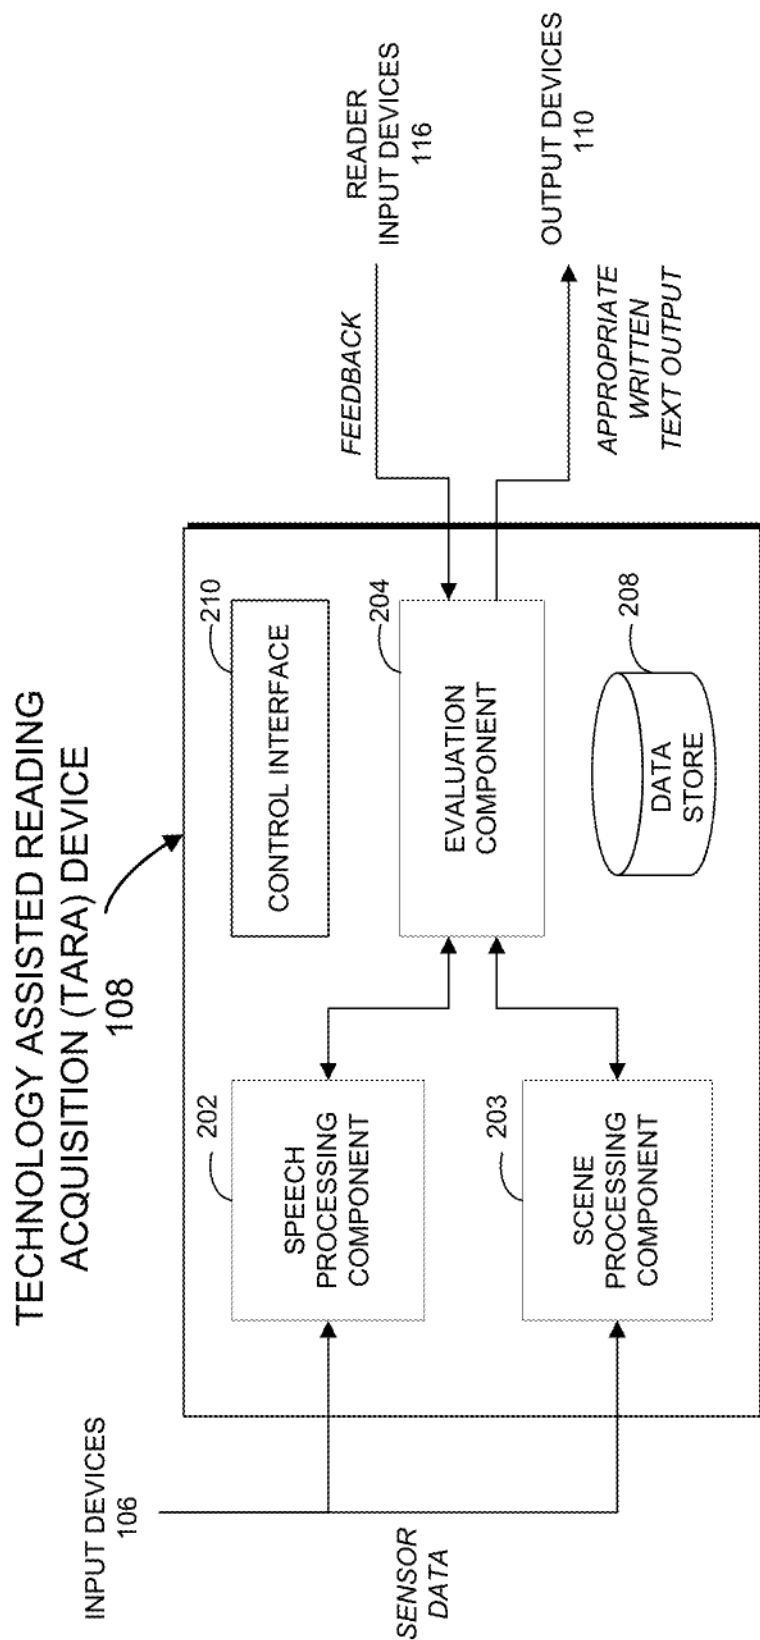 TECHNOLOGY ASSISTED READING
ACQUISITION (TARA) DEVICE
108
INPUT DEVICES
106
SENSOR
DATA
202
SPEECH
PROCESSING
COMPONENT
203
SCENE
PROCESSING
COMPONENT
210
CONTROL INTERFACE
204
EVALUATION
COMPONENT
208
DATA
STORE
FEEDBACK
READER
INPUT DEVICES
116
APPROPRIATE
WRITTEN
TEXT OUTPUT
OUTPUT DEVICES
110